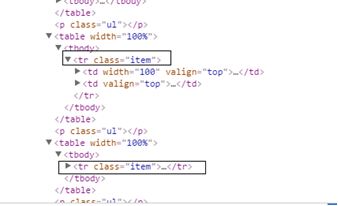 ▶<tbody>…</tbody>
</table>
<p class="ul"></p>
▼<table width="100%">
▼<tbody>
▼<tr class="item">
▶<td width="100" valign="top">…</td>
▶<td valign="top">…</td>
</tr>
</tbody>
</table>
<p class="ul"></p>
▼<table width="100%">
▼<tbody>
▶<tr class="item">…</tr>
</tbody>
</table>
<p class="ul"></p>